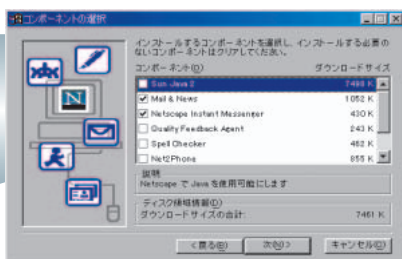 コンポーネントの選択
インストールするコンポーネントを選択し、インストールする必要の
ないコンポーネントはクリアしてください。
コンポーネント(O) ダウンロードサイズ
Sun Java 2 7498 K
Mail & News 1052 K
Netscape Instant Messenger 430 K
Quality Feedback Agent 243 K
Spell Checker 462 K
Net2Phone 855 K
説明
Netscape で Java を使用可能にします
ディスク領域情報(D)
ダウンロードサイズの合計: 7461 K
< 戻る(B) 次(N)> キャンセル(C)